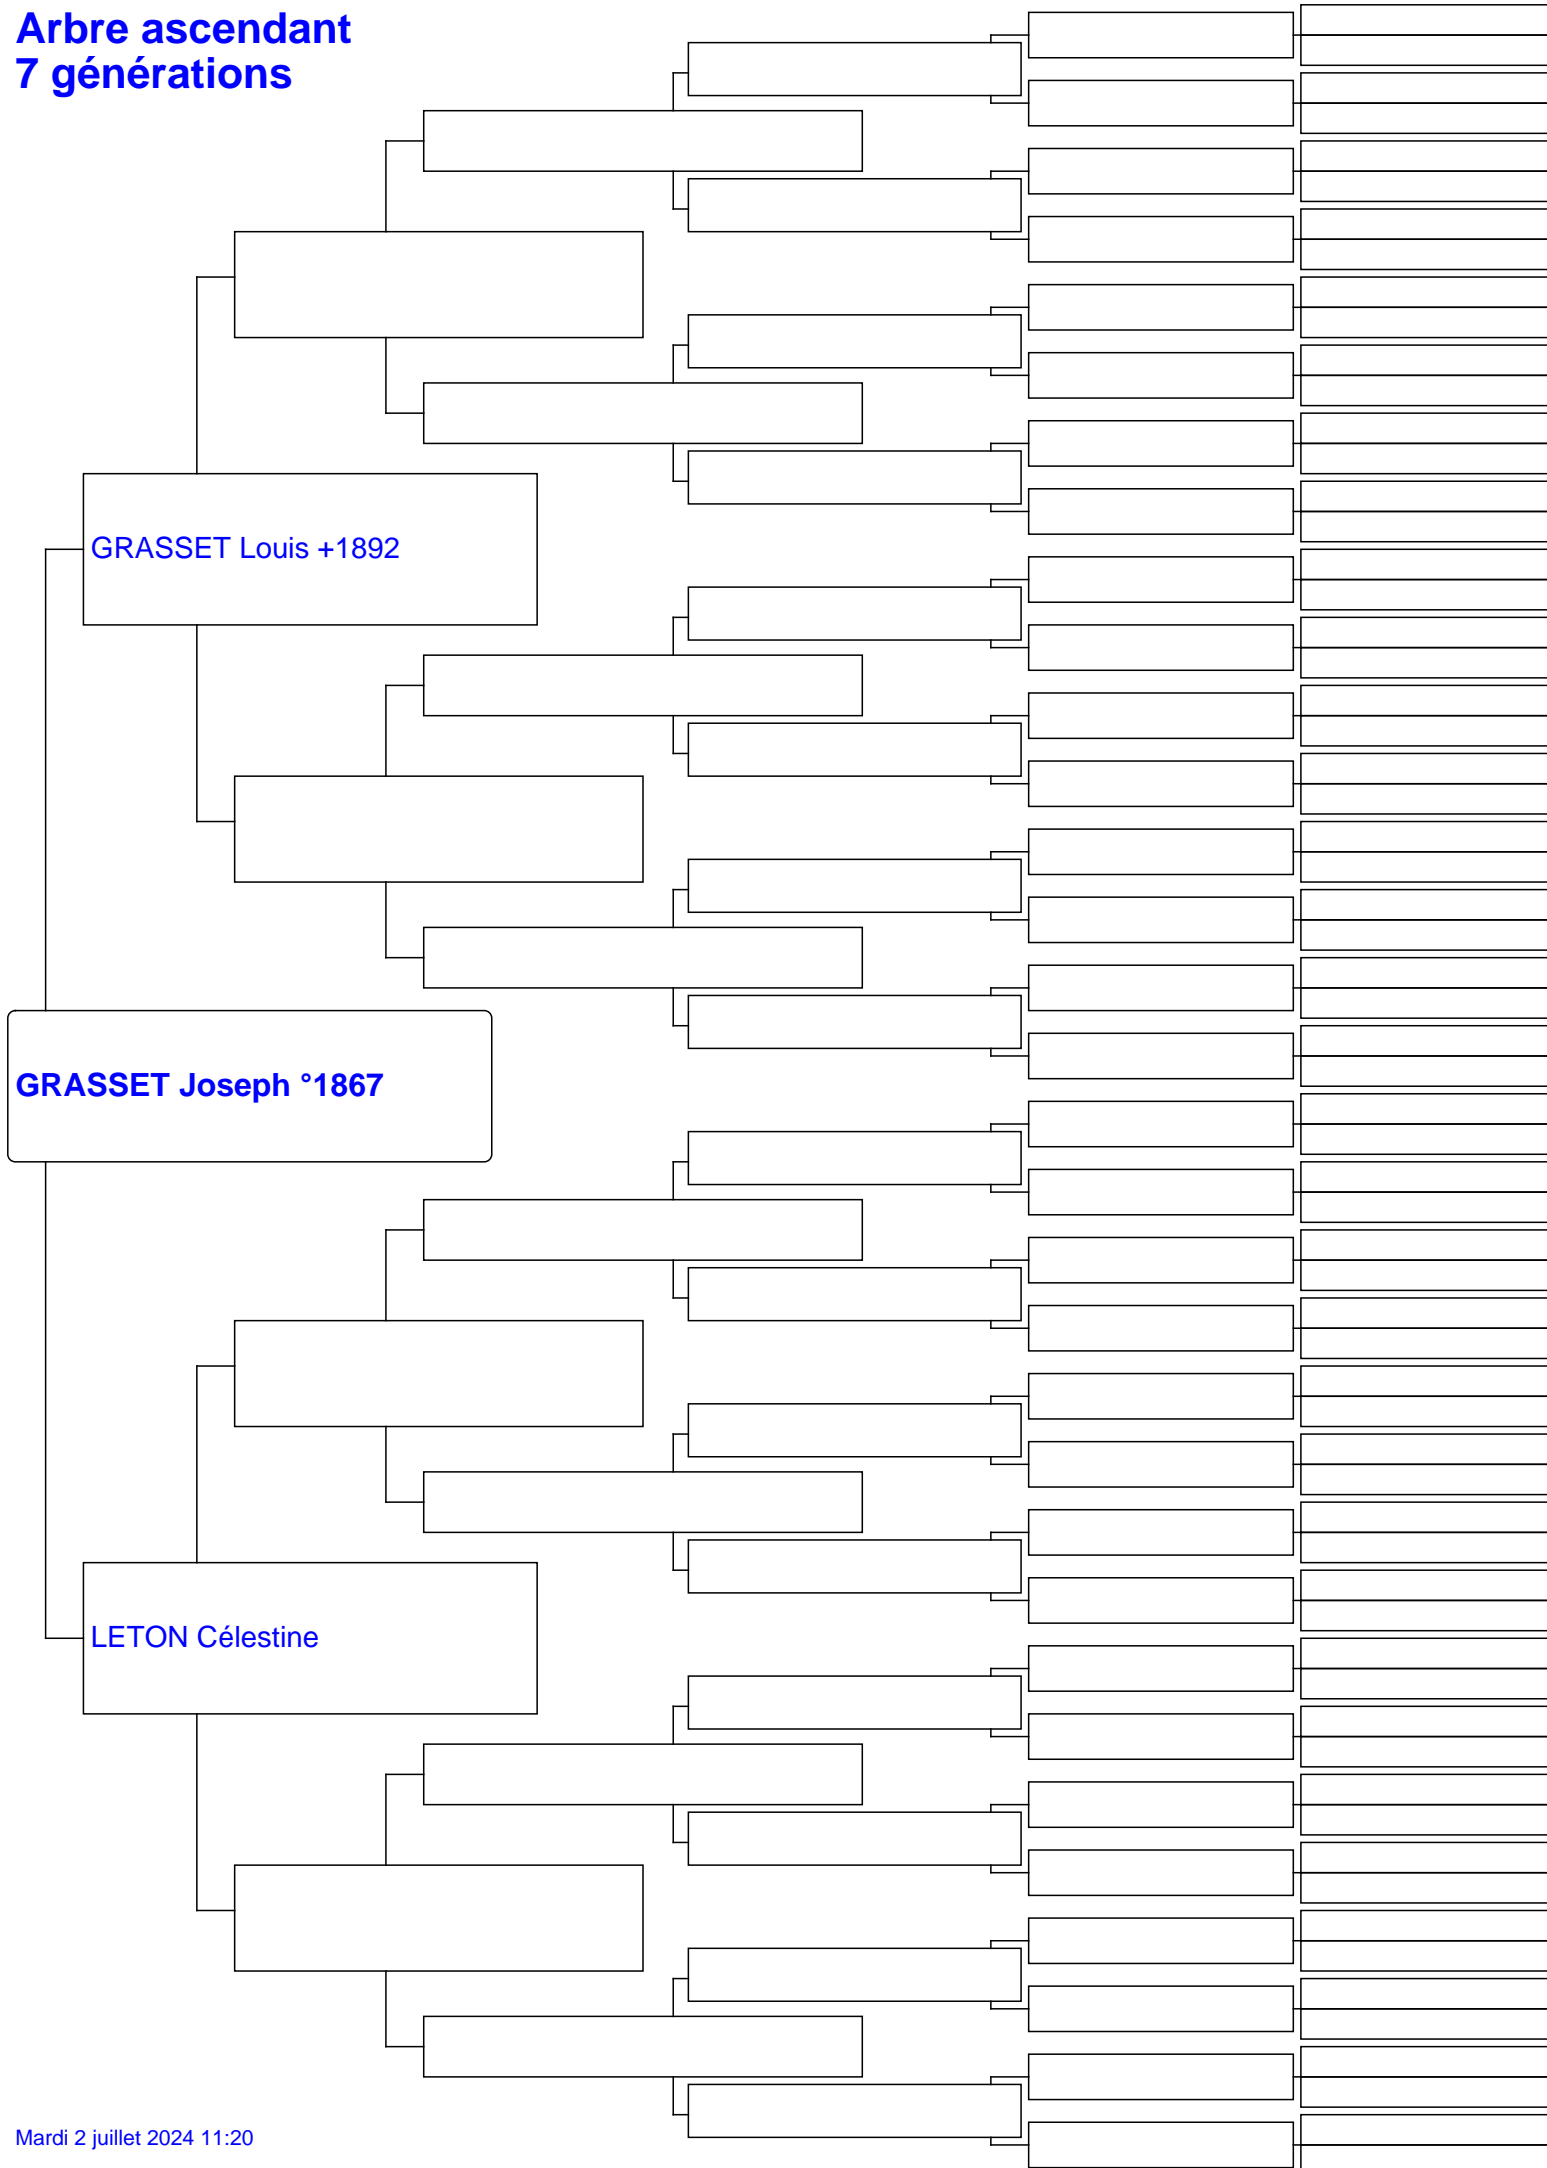 Arbre ascendant
7 générations
GRASSET Louis +1892
GRASSET Joseph °1867
LETON Célestine
Mardi 2 juillet 2024 11:20